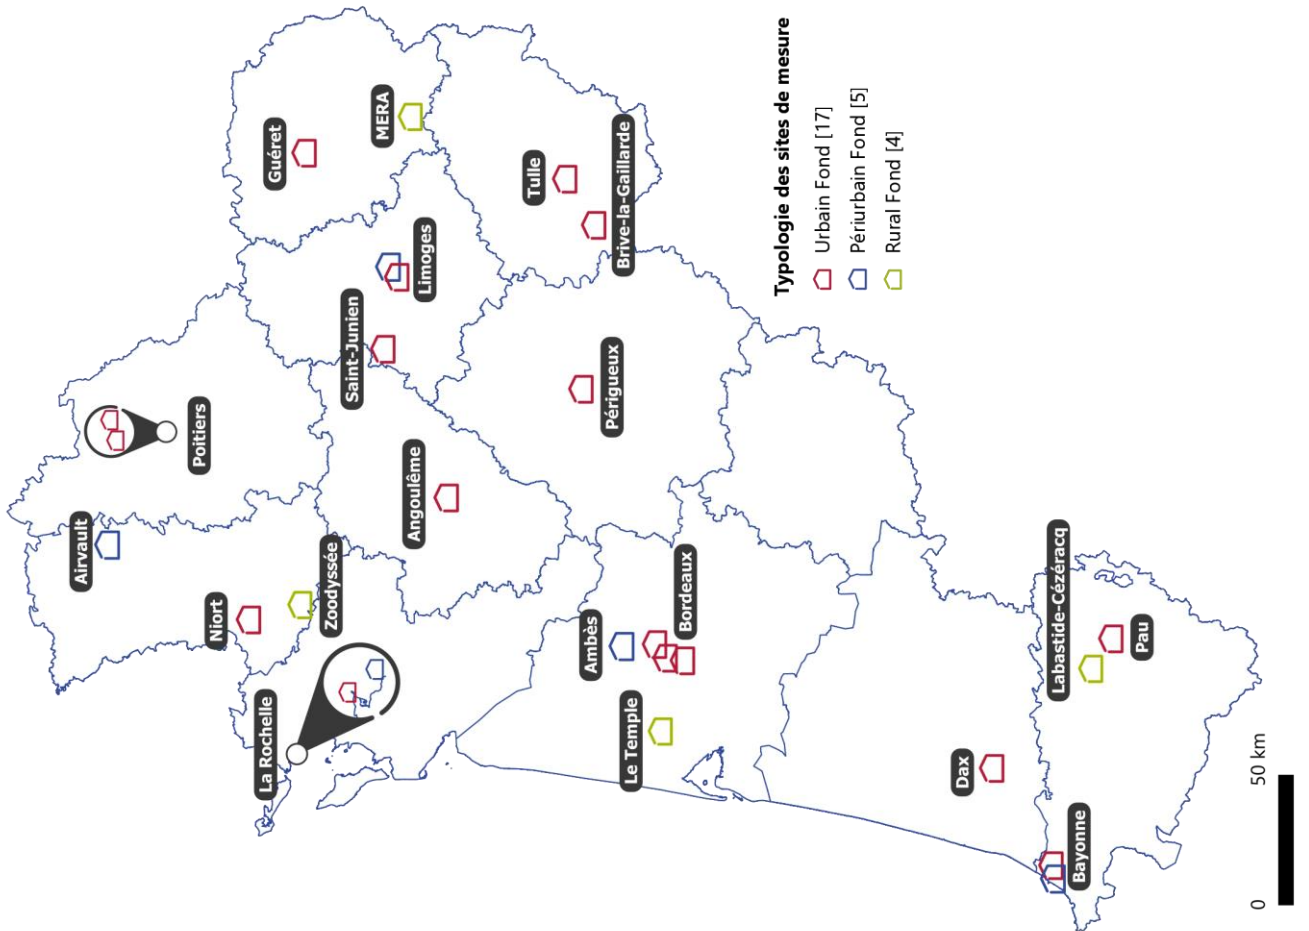 Guéret
MERA
Tulle
Brive-la-Gaillarde
Limoges
Saint-Junien
Poitiers
Périgueux
Angoulême
Airvault
Niort
Zoodyssée
La Rochelle
Ambès
Bordeaux
Le Temple
Labastide-Cézéracq
Pau
Dax
Bayonne
Typologie des sites de mesure
Urbain Fond [17]
Périurbain Fond [5]
Rural Fond [4]
0 50 km